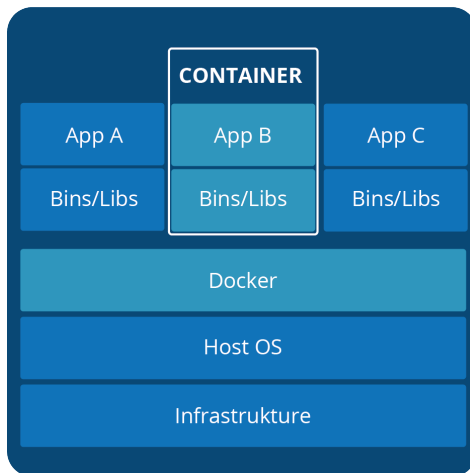 CONTAINER
App A
App B
App C
Bins/Libs
Bins/Libs
Bins/Libs
Docker
Host OS
Infrastrukture